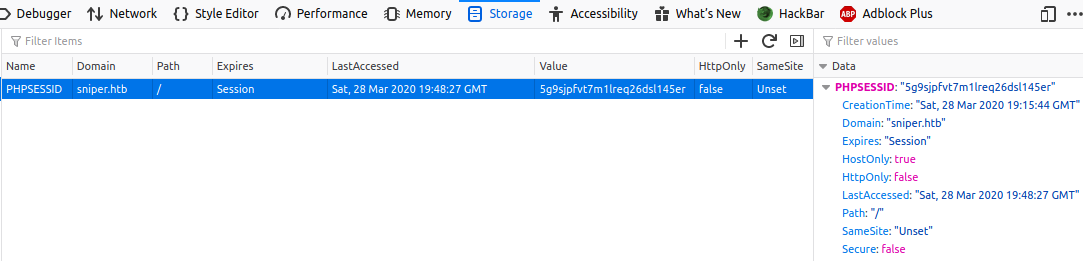 Debugger Network Style Editor Performance Memory Storage Accessibility What's New HackBar ABP Adblock Plus
Filter Items
Filter values
Name Domain Path Expires LastAccessed Value HttpOnly SameSite
PHPSESSID sniper.htb / Session Sat, 28 Mar 2020 19:48:27 GMT 5g9sjpfvt7m1lreq26dsl145er false Unset
Data
PHPSESSID: "5g9sjpfvt7m1lreq26dsl145er"
CreationTime: "Sat, 28 Mar 2020 19:15:44 GMT"
Domain: "sniper.htb"
Expires: "Session"
HostOnly: true
HttpOnly: false
LastAccessed: "Sat, 28 Mar 2020 19:48:27 GMT"
Path: "/"
SameSite: "Unset"
Secure: false